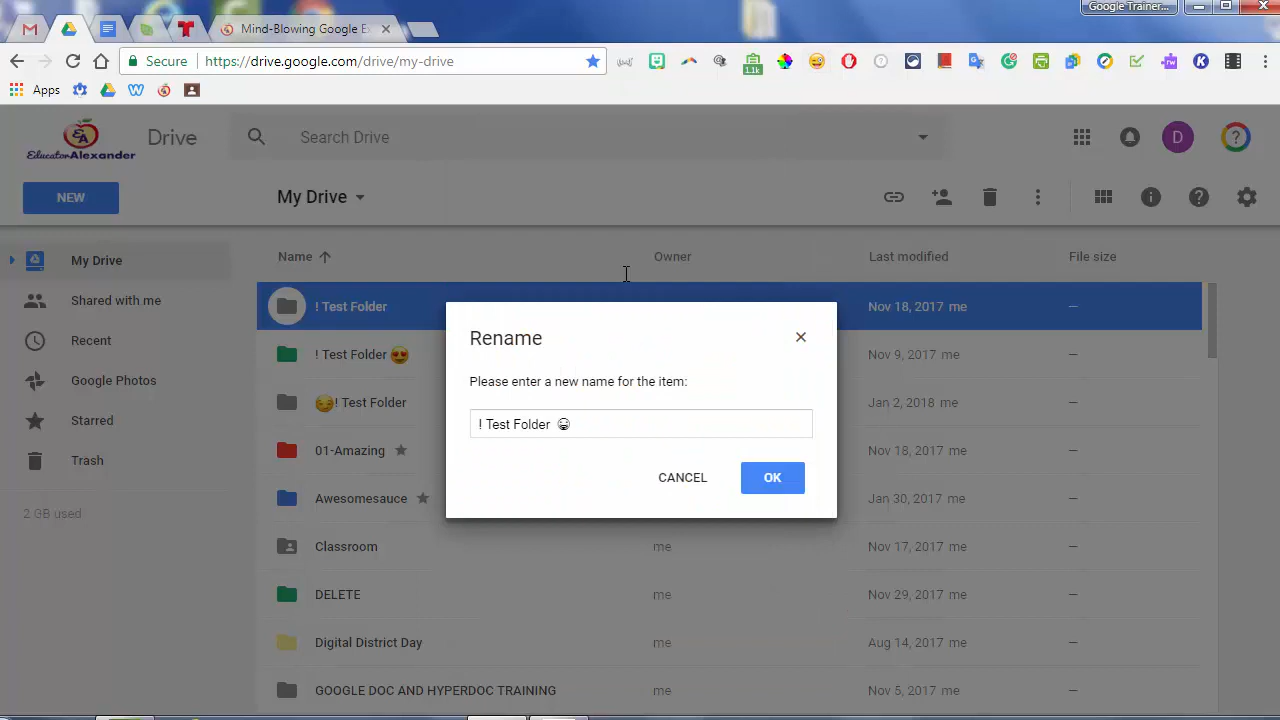 Google Trainer...
Mind-Blowing Google E
Secure https://drive.google.com/drive/my-drive
1.1k
Apps
EA
EducatorAlexander
Drive
Search Drive
D
?
NEW
My Drive
Name Owner Last modified File size
My Drive
Shared with me
Recent
Google Photos
Starred
Trash
2 GB used
! Test Folder Nov 18, 2017 me —
! Test Folder 😍 Nov 9, 2017 me —
😏! Test Folder Jan 2, 2018 me —
01-Amazing Nov 18, 2017 me —
Awesomesauce Jan 30, 2018 me —
Classroom me Nov 17, 2017 me —
DELETE me Nov 29, 2017 me —
Digital District Day me Aug 14, 2017 me —
GOOGLE DOC AND HYPERDOC TRAINING me Nov 5, 2017 me —
Rename
Please enter a new name for the item:
! Test Folder 😀
CANCEL OK